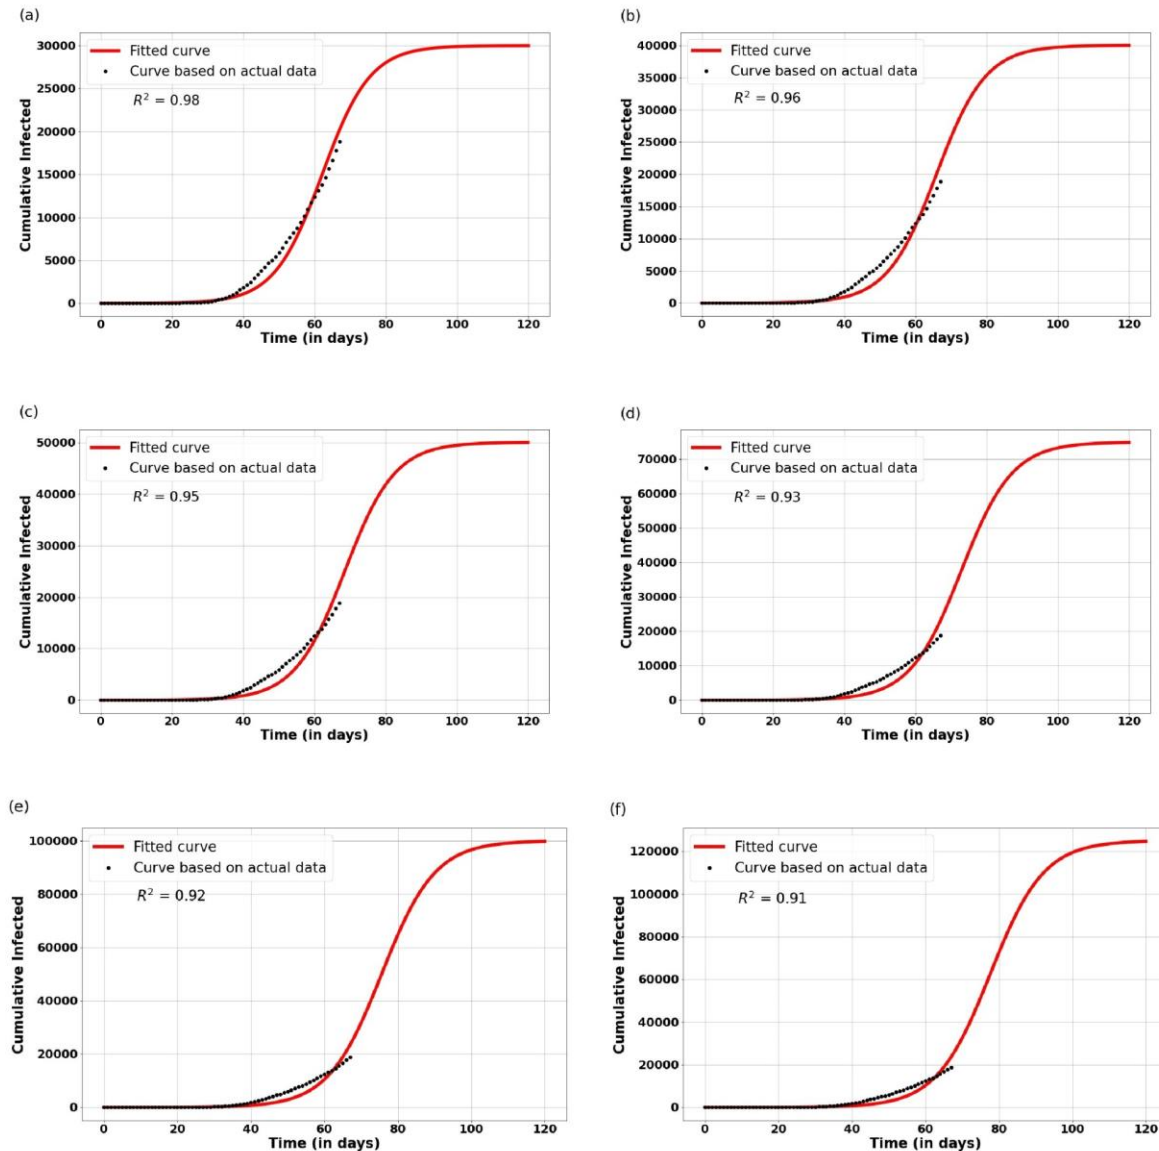 (a)
30000
25000
20000
15000
10000
5000
0
Cumulative Infected
Fitted curve
Curve based on actual data
R² = 0.98
0 20 40 60 80 100 120
Time (in days)
(b)
40000
35000
30000
25000
20000
15000
10000
5000
0
Cumulative Infected
Fitted curve
Curve based on actual data
R² = 0.96
0 20 40 60 80 100 120
Time (in days)
(c)
50000
40000
30000
20000
10000
0
Cumulative Infected
Fitted curve
Curve based on actual data
R² = 0.95
0 20 40 60 80 100 120
Time (in days)
(d)
70000
60000
50000
40000
30000
20000
10000
0
Cumulative Infected
Fitted curve
Curve based on actual data
R² = 0.93
0 20 40 60 80 100 120
Time (in days)
(e)
100000
80000
60000
40000
20000
0
Cumulative Infected
Fitted curve
Curve based on actual data
R² = 0.92
0 20 40 60 80 100 120
Time (in days)
(f)
120000
100000
80000
60000
40000
20000
0
Cumulative Infected
Fitted curve
Curve based on actual data
R² = 0.91
0 20 40 60 80 100 120
Time (in days)